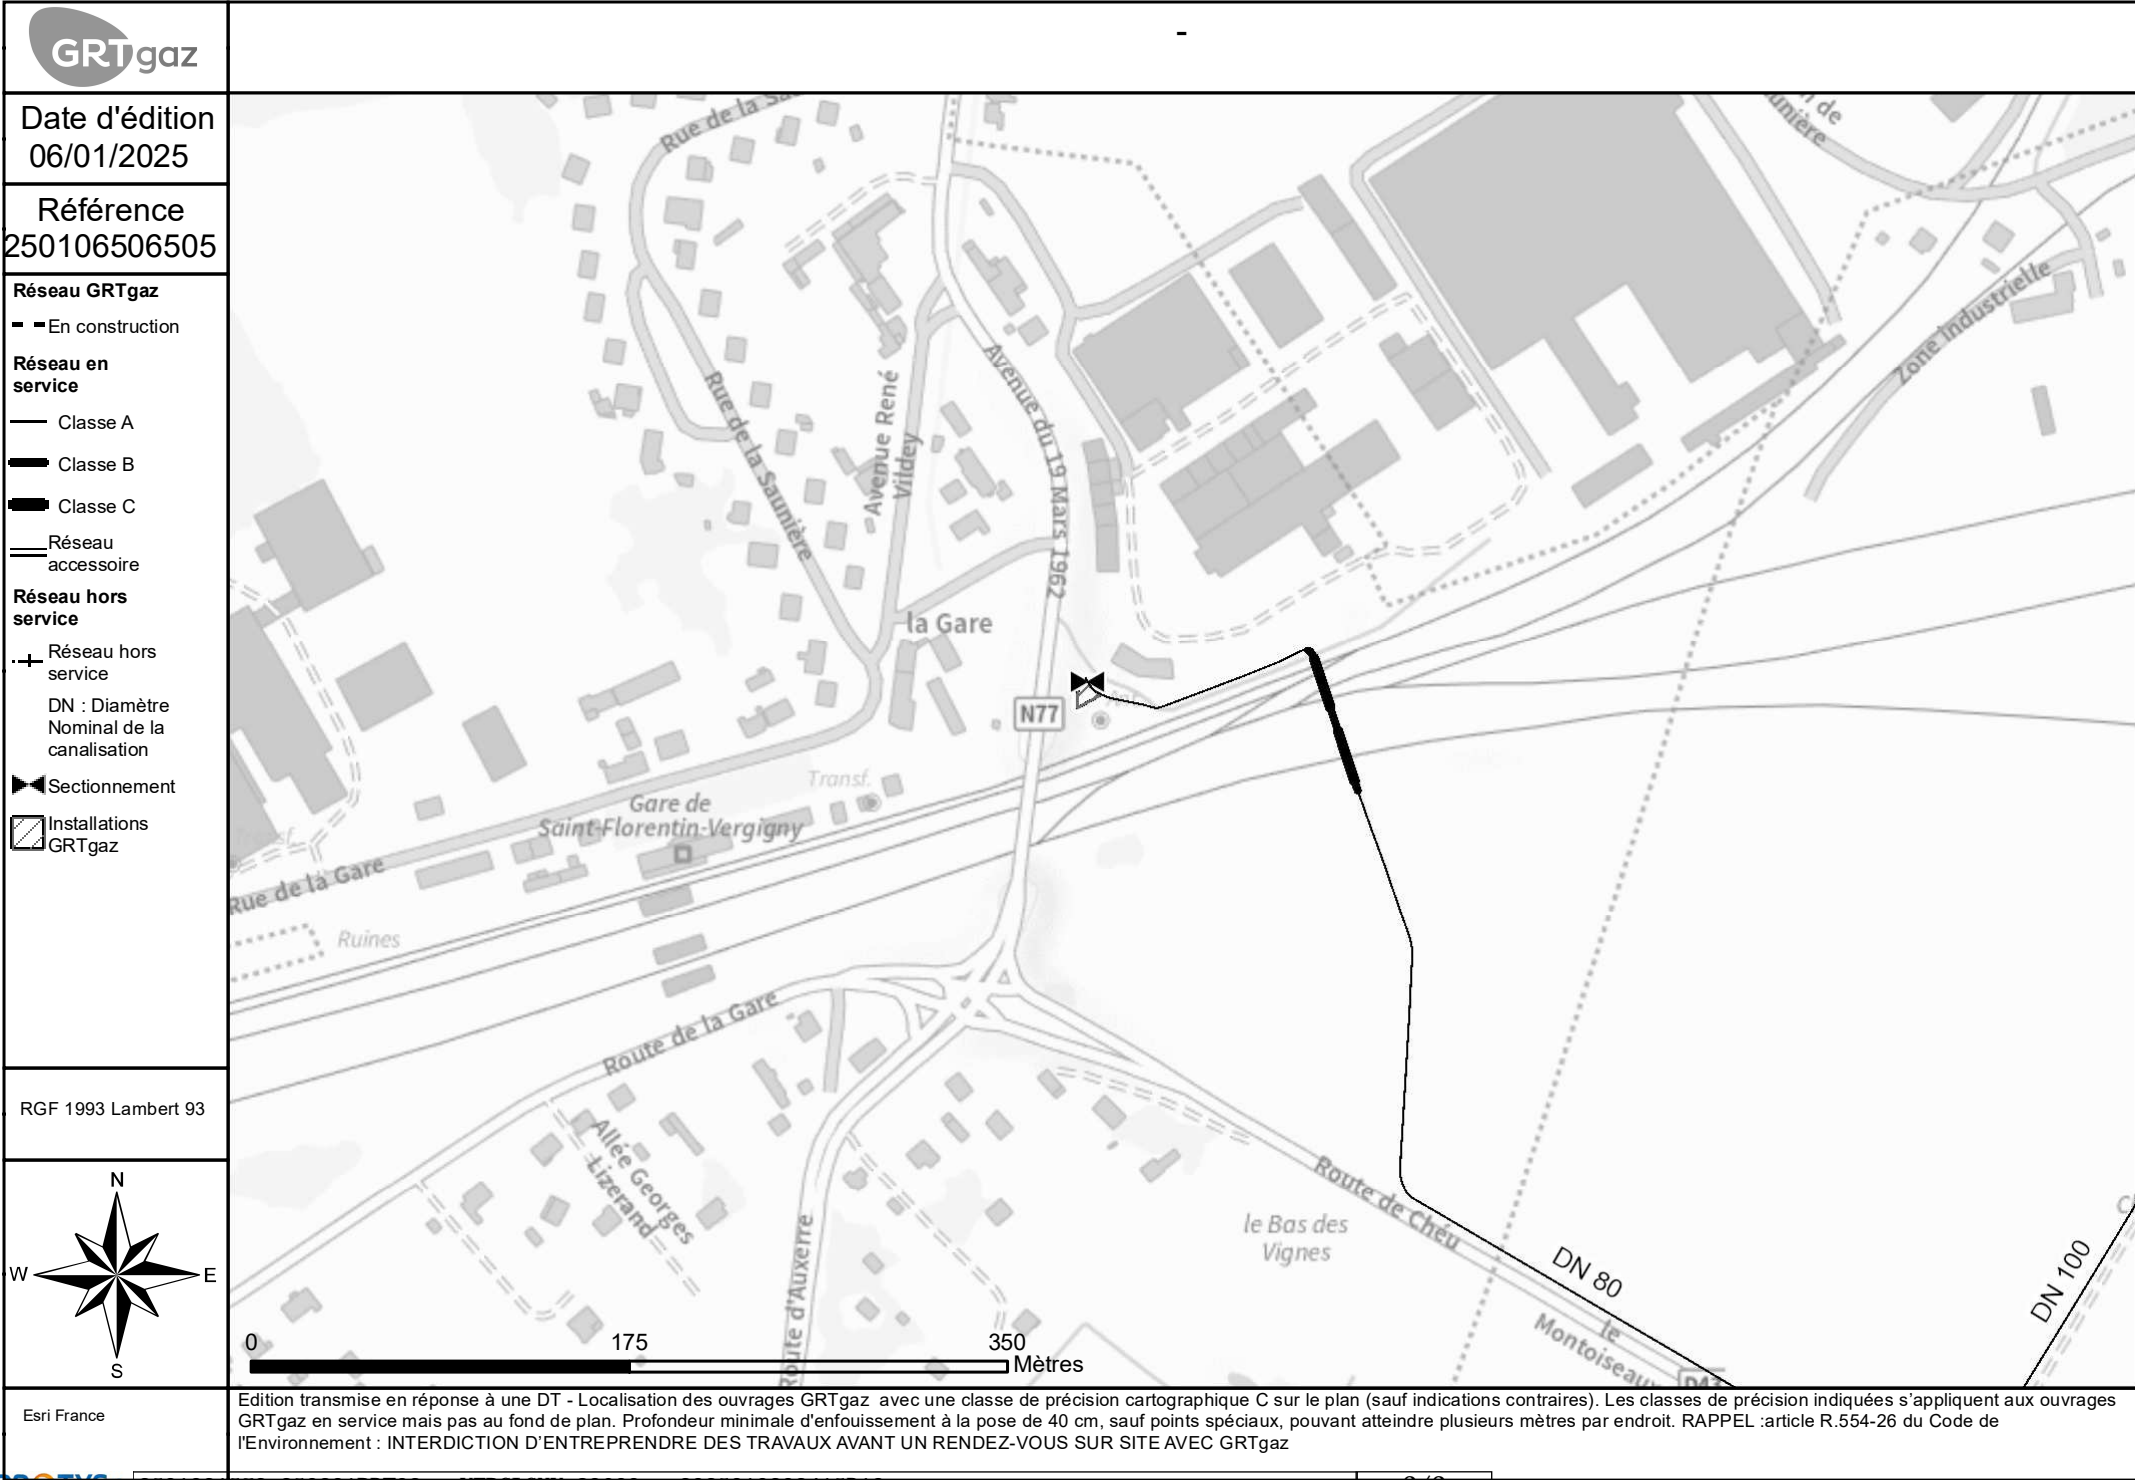 GRTgaz
-
Date d'édition
06/01/2025
Référence
250106506505
Réseau GRTgaz
En construction
Réseau en
service
Classe A
Classe B
Classe C
Réseau
accessoire
Réseau hors
service
Réseau hors
service
DN : Diamètre
Nominal de la
canalisation
Sectionnement
Installations
GRTgaz
RGF 1993 Lambert 93
N
W
E
S
Esri France
Rue de la
Avenue René
Vildey
Rue de la Saunière
Avenue du 19 Mars 1962
Zone industrielle
la Gare
N77
Transf.
Gare de
Saint-Florentin-Vergigny
Transf.
Rue de la Gare
Ruines
Route de la Gare
Allée Georges
Lizerand
Route d'Auxerre
Route de Chéu
le Bas des
Vignes
DN 80
DN 100
le
Montoiseau
D43
0
175
350
Mètres
Edition transmise en réponse à une DT - Localisation des ouvrages GRTgaz avec une classe de précision cartographique C sur le plan (sauf indications contraires). Les classes de précision indiquées s'appliquent aux ouvrages
GRTgaz en service mais pas au fond de plan. Profondeur minimale d'enfouissement à la pose de 40 cm, sauf points spéciaux, pouvant atteindre plusieurs mètres par endroit. RAPPEL :article R.554-26 du Code de
l'Environnement : INTERDICTION D'ENTREPRENDRE DES TRAVAUX AVANT UN RENDEZ-VOUS SUR SITE AVEC GRTgaz